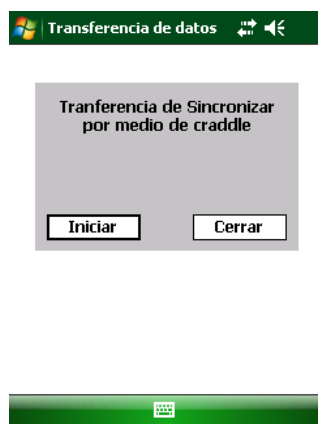 Transferencia de datos
Tranferencia de Sincronizar
por medio de craddle
Iniciar
Cerrar